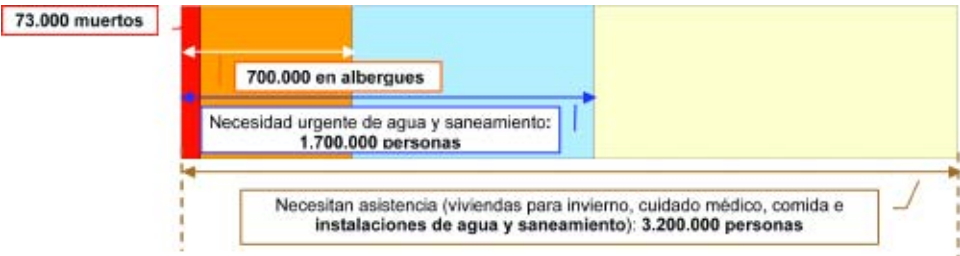 73.000 muertos
700.000 en albergues
Necesidad urgente de agua y saneamiento:
1.700.000 personas
Necesitan asistencia (viviendas para invierno, cuidado médico, comida e
instalaciones de agua y saneamiento): 3.200.000 personas